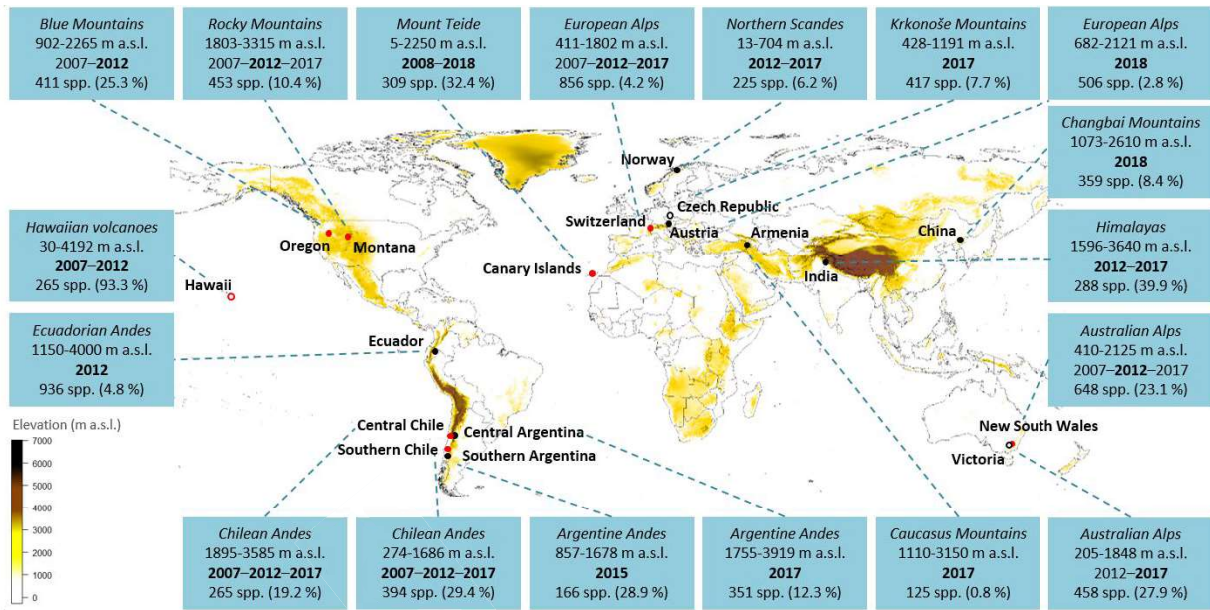 Blue Mountains
902-2265 m a.s.l.
2007–2012
411 spp. (25.3 %)
Rocky Mountains
1803-3315 m a.s.l.
2007–2012–2017
453 spp. (10.4 %)
Mount Teide
5-2250 m a.s.l.
2008–2018
309 spp. (32.4 %)
European Alps
411-1802 m a.s.l.
2007–2012–2017
856 spp. (4.2 %)
Northern Scandes
13-704 m a.s.l.
2012–2017
225 spp. (6.2 %)
Krkonoše Mountains
428-1191 m a.s.l.
2017
417 spp. (7.7 %)
European Alps
682-2121 m a.s.l.
2018
506 spp. (2.8 %)
Changbai Mountains
1073-2610 m a.s.l.
2018
359 spp. (8.4 %)
Hawaiian volcanoes
30-4192 m a.s.l.
2007–2012
265 spp. (93.3 %)
Himalayas
1596-3640 m a.s.l.
2012–2017
288 spp. (39.9 %)
Ecuadorian Andes
1150-4000 m a.s.l.
2012
936 spp. (4.8 %)
Australian Alps
410-2125 m a.s.l.
2007–2012–2017
648 spp. (23.1 %)
Norway
Czech Republic
Switzerland
Austria
Armenia
China
Oregon
Montana
Canary Islands
India
Hawaii
Ecuador
Central Chile
Central Argentina
Southern Chile
Southern Argentina
New South Wales
Victoria
Elevation (m a.s.l.)
7000
6000
5000
4000
3000
2000
1000
0
Chilean Andes
1895-3585 m a.s.l.
2007–2012–2017
265 spp. (19.2 %)
Chilean Andes
274-1686 m a.s.l.
2007–2012–2017
394 spp. (29.4 %)
Argentine Andes
857-1678 m a.s.l.
2015
166 spp. (28.9 %)
Argentine Andes
1755-3919 m a.s.l.
2017
351 spp. (12.3 %)
Caucasus Mountains
1110-3150 m a.s.l.
2017
125 spp. (0.8 %)
Australian Alps
205-1848 m a.s.l.
2012–2017
458 spp. (27.9 %)